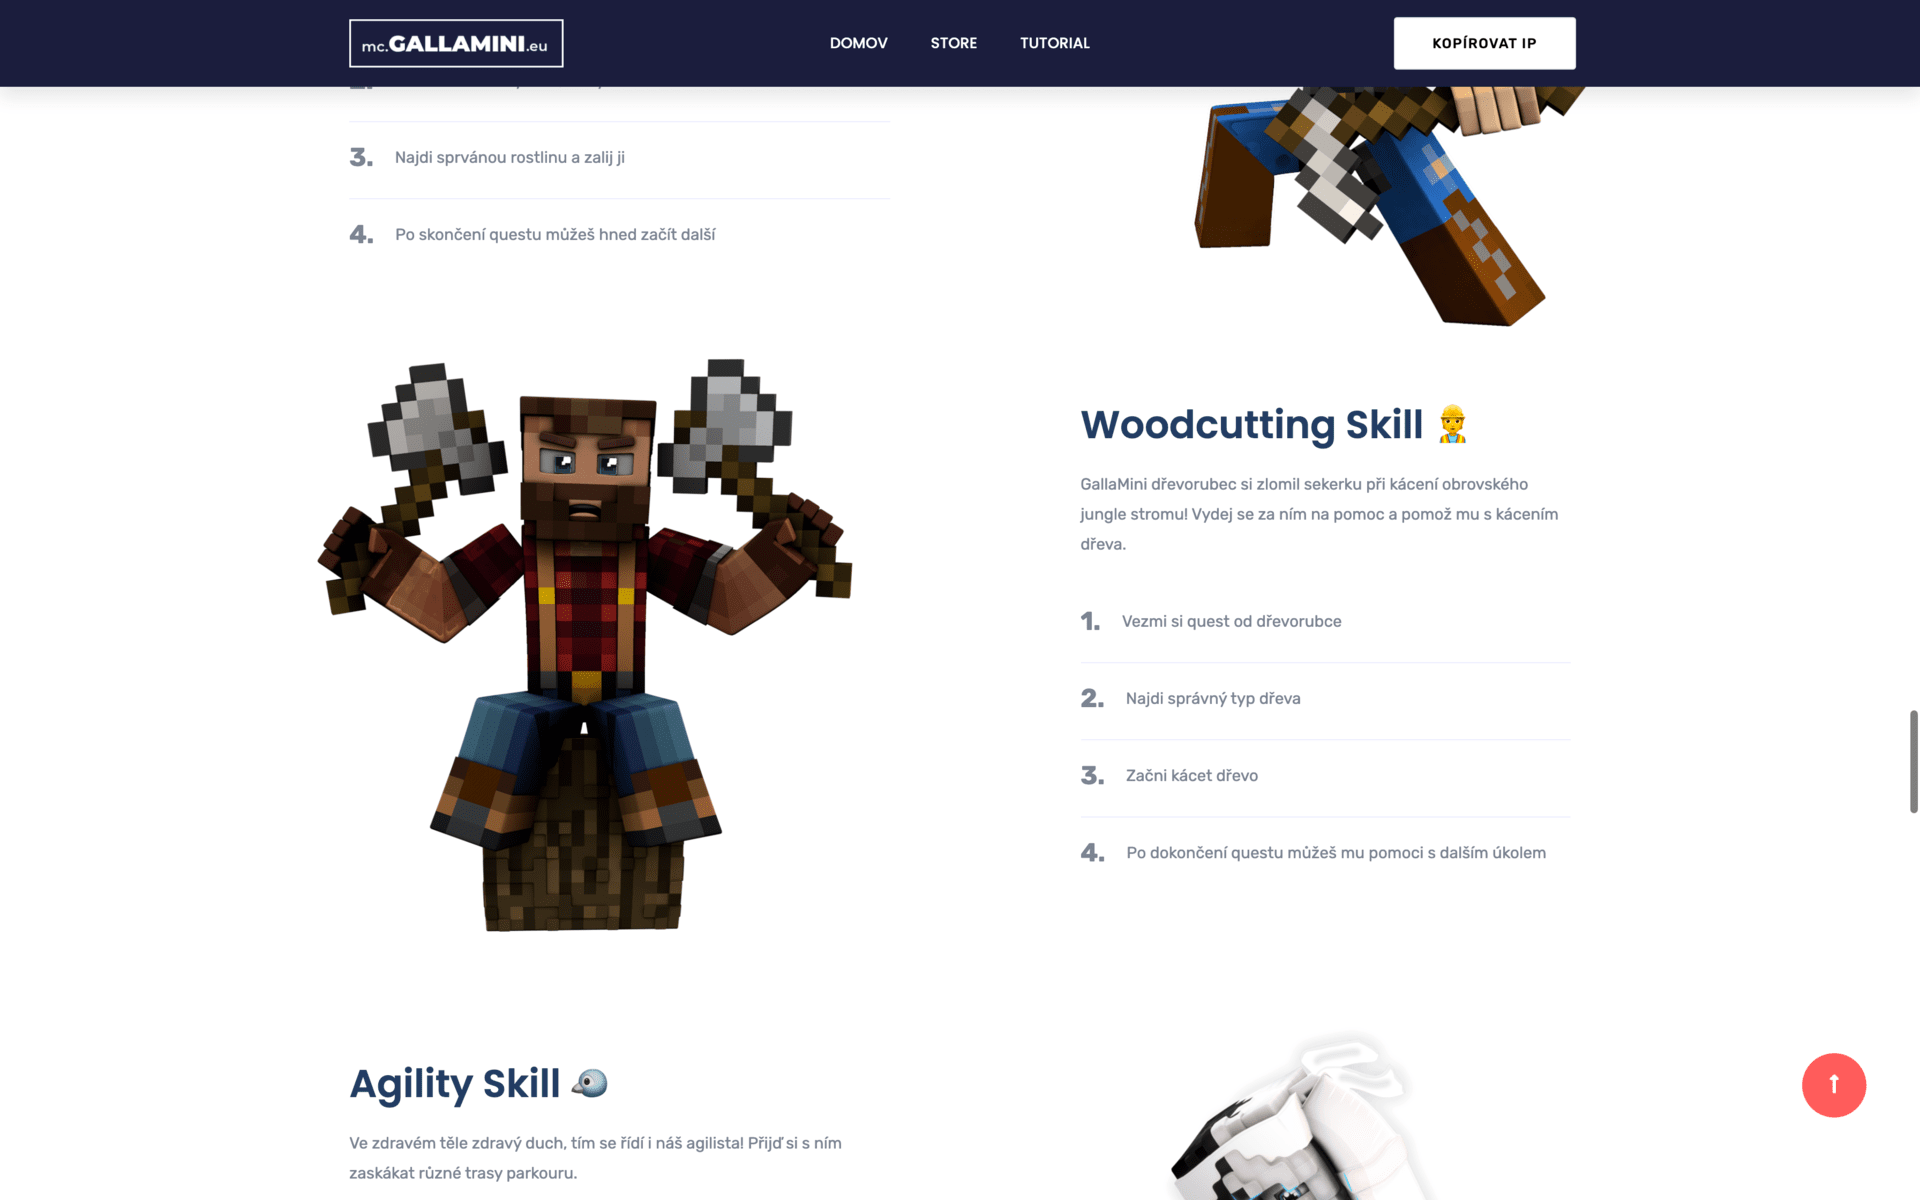 mc.GALLAMINI.eu
DOMOV
STORE
TUTORIAL
KOPÍROVAT IP
3. Najdi sprvánou rostlinu a zalij ji
4. Po skončení questu můžeš hned začít další
Woodcutting Skill 👷
GallaMini dřevorubec si zlomil sekerku při kácení obrovského
jungle stromu! Vydej se za ním na pomoc a pomož mu s kácením
dřeva.
1. Vezmi si quest od dřevorubce
2. Najdi správný typ dřeva
3. Začni kácet dřevo
4. Po dokončení questu můžeš mu pomoci s dalším úkolem
Agility Skill 🐦
Ve zdravém těle zdravý duch, tím se řídí i náš agilista! Přijď si s ním
zaskákat různé trasy parkouru.